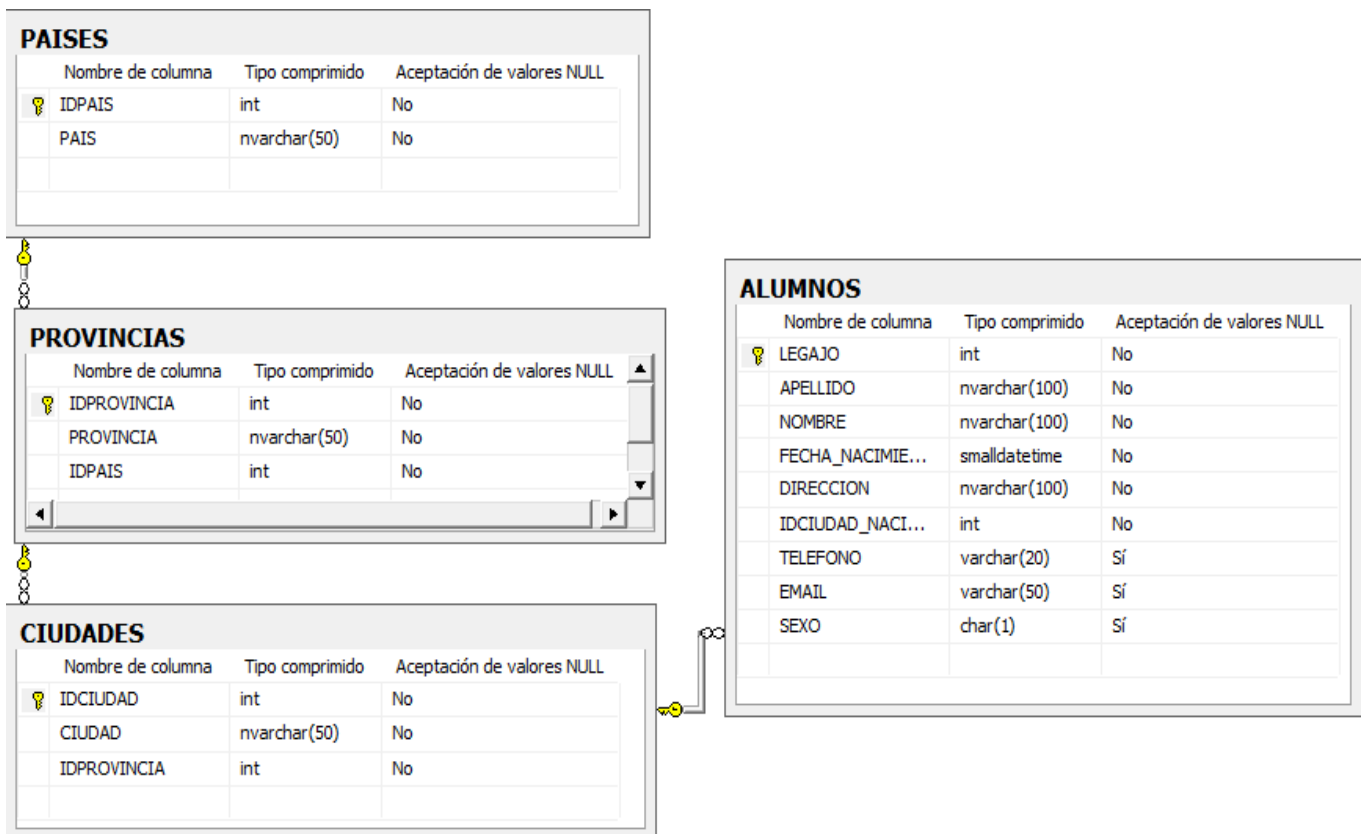 PAISES
Nombre de columna Tipo comprimido Aceptación de valores NULL
IDPAIS int No
PAIS nvarchar(50) No
PROVINCIAS
Nombre de columna Tipo comprimido Aceptación de valores NULL
IDPROVINCIA int No
PROVINCIA nvarchar(50) No
IDPAIS int No
CIUDADES
Nombre de columna Tipo comprimido Aceptación de valores NULL
IDCIUDAD int No
CIUDAD nvarchar(50) No
IDPROVINCIA int No
ALUMNOS
Nombre de columna Tipo comprimido Aceptación de valores NULL
LEGAJO int No
APELLIDO nvarchar(100) No
NOMBRE nvarchar(100) No
FECHA_NACIMIE... smalldatetime No
DIRECCION nvarchar(100) No
IDCIUDAD_NACI... int No
TELEFONO varchar(20) Sí
EMAIL varchar(50) Sí
SEXO char(1) Sí